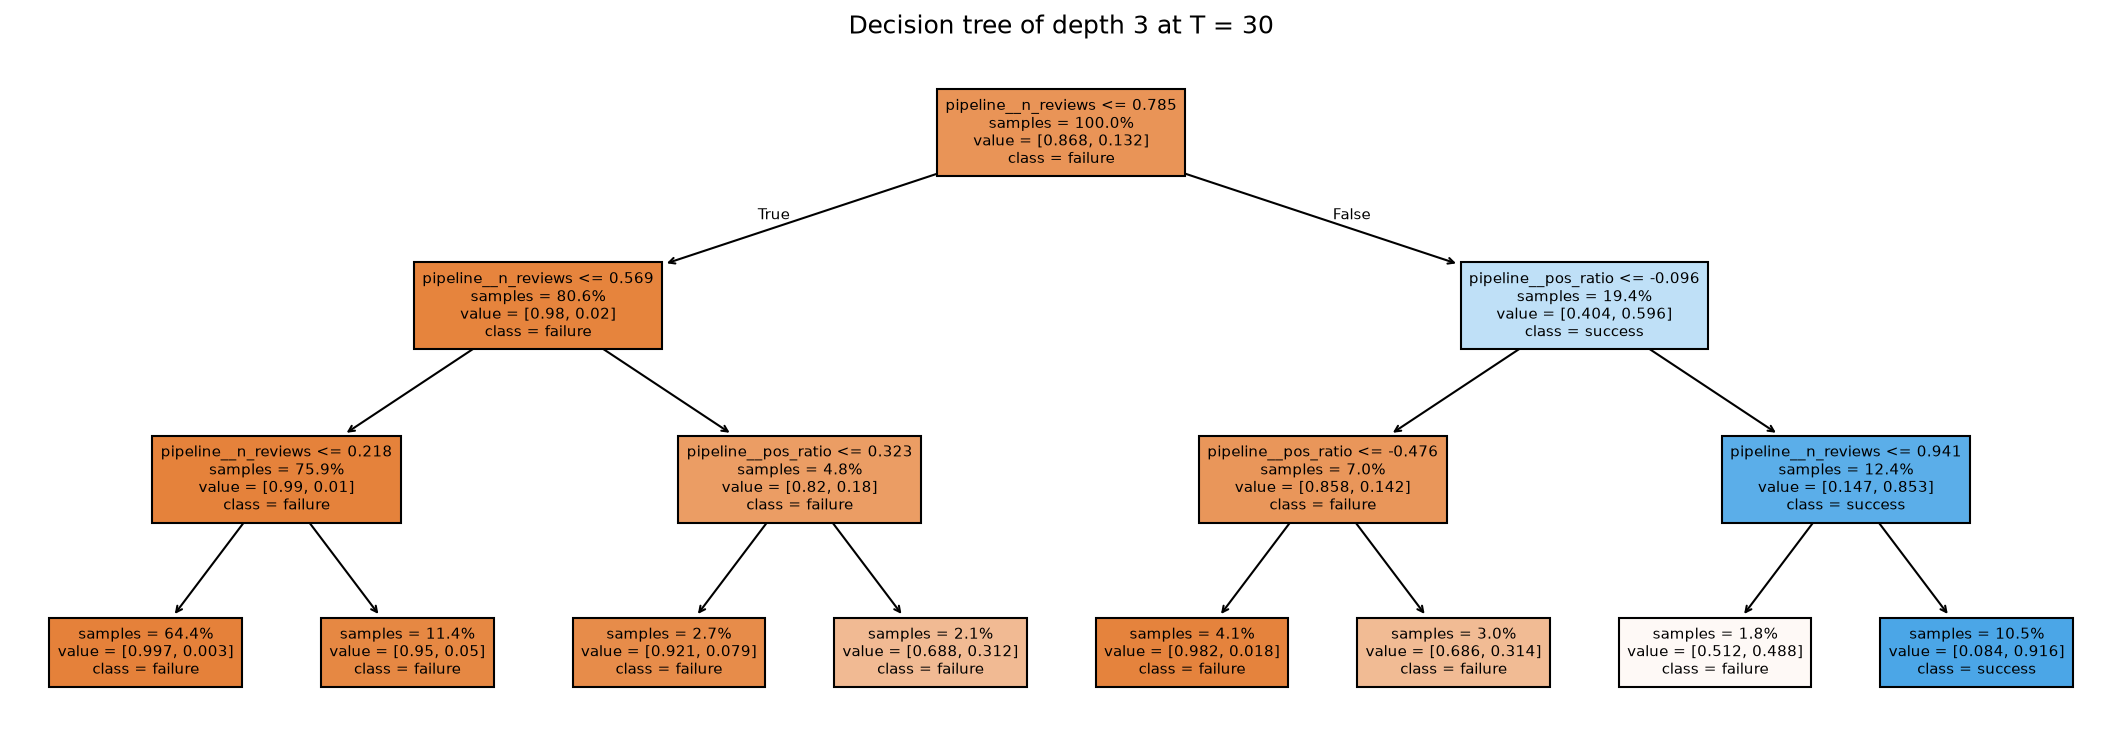 Decision tree of depth 3 at T = 30
pipeline__n_reviews <= 0.785
samples = 100.0%
value = [0.868, 0.132]
class = failure
True
False
pipeline__n_reviews <= 0.569
samples = 80.6%
value = [0.98, 0.02]
class = failure
pipeline__pos_ratio <= -0.096
samples = 19.4%
value = [0.404, 0.596]
class = success
pipeline__n_reviews <= 0.218
samples = 75.9%
value = [0.99, 0.01]
class = failure
pipeline__pos_ratio <= 0.323
samples = 4.8%
value = [0.82, 0.18]
class = failure
pipeline__pos_ratio <= -0.476
samples = 7.0%
value = [0.858, 0.142]
class = failure
pipeline__n_reviews <= 0.941
samples = 12.4%
value = [0.147, 0.853]
class = success
samples = 64.4%
value = [0.997, 0.003]
class = failure
samples = 11.4%
value = [0.95, 0.05]
class = failure
samples = 2.7%
value = [0.921, 0.079]
class = failure
samples = 2.1%
value = [0.688, 0.312]
class = failure
samples = 4.1%
value = [0.982, 0.018]
class = failure
samples = 3.0%
value = [0.686, 0.314]
class = failure
samples = 1.8%
value = [0.512, 0.488]
class = failure
samples = 10.5%
value = [0.084, 0.916]
class = success